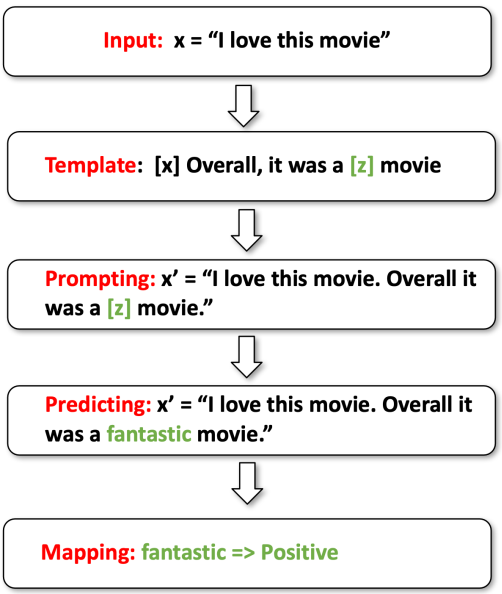 Input: x = “I love this movie”
Template: [x] Overall, it was a [z] movie
Prompting: x’ = “I love this movie. Overall it
was a [z] movie.”
Predicting: x’ = “I love this movie. Overall it
was a fantastic movie.”
Mapping: fantastic => Positive